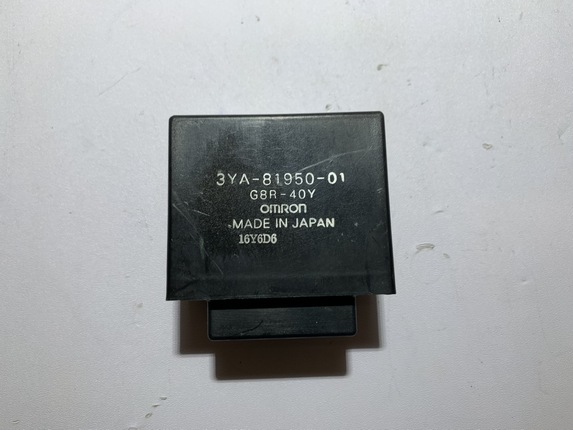 3YA-81950-01
G8R-40Y
OMRON
MADE IN JAPAN
16Y6D6